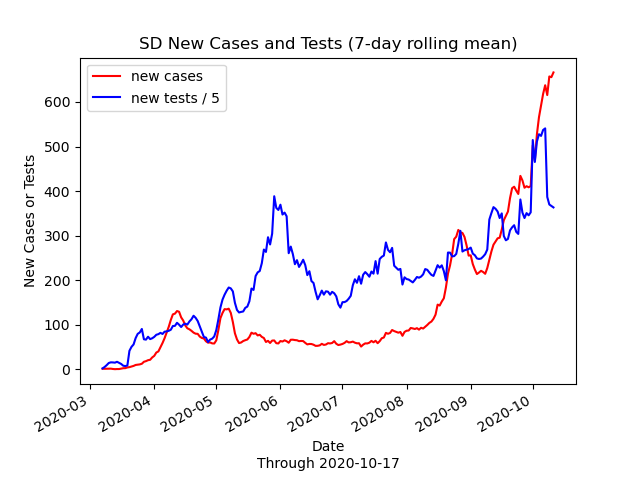 SD New Cases and Tests (7-day rolling mean)
new cases
new tests / 5
New Cases or Tests
600
500
400
300
200
100
0
2020-03
2020-04
2020-05
2020-06
2020-07
2020-08
2020-09
2020-10
Date
Through 2020-10-17